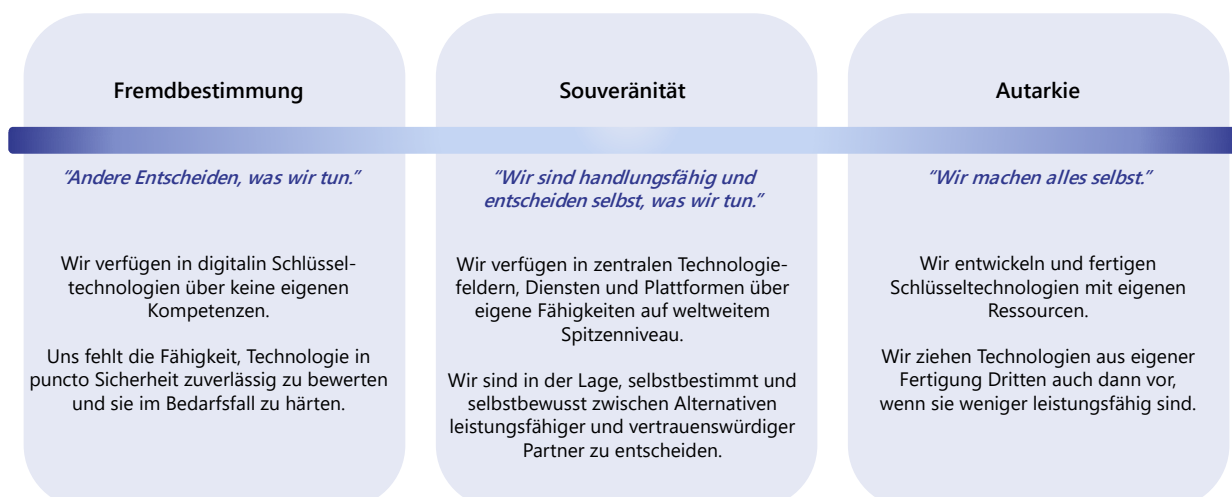 Fremdbestimmung
"Andere Entscheiden, was wir tun."
Wir verfügen in digitalin Schlüssel-
technologien über keine eigenen
Kompetenzen.
Uns fehlt die Fähigkeit, Technologie in
puncto Sicherheit zuverlässig zu bewerten
und sie im Bedarfsfall zu härten.
Souveränität
"Wir sind handlungsfähig und
entscheiden selbst, was wir tun."
Wir verfügen in zentralen Technologie-
feldern, Diensten und Plattformen über
eigene Fähigkeiten auf weltweitem
Spitzenniveau.
Wir sind in der Lage, selbstbestimmt und
selbstbewusst zwischen Alternativen
leistungsfähiger und vertrauenswürdiger
Partner zu entscheiden.
Autarkie
"Wir machen alles selbst."
Wir entwickeln und fertigen
Schlüsseltechnologien mit eigenen
Ressourcen.
Wir ziehen Technologien aus eigener
Fertigung Dritten auch dann vor,
wenn sie weniger leistungsfähig sind.